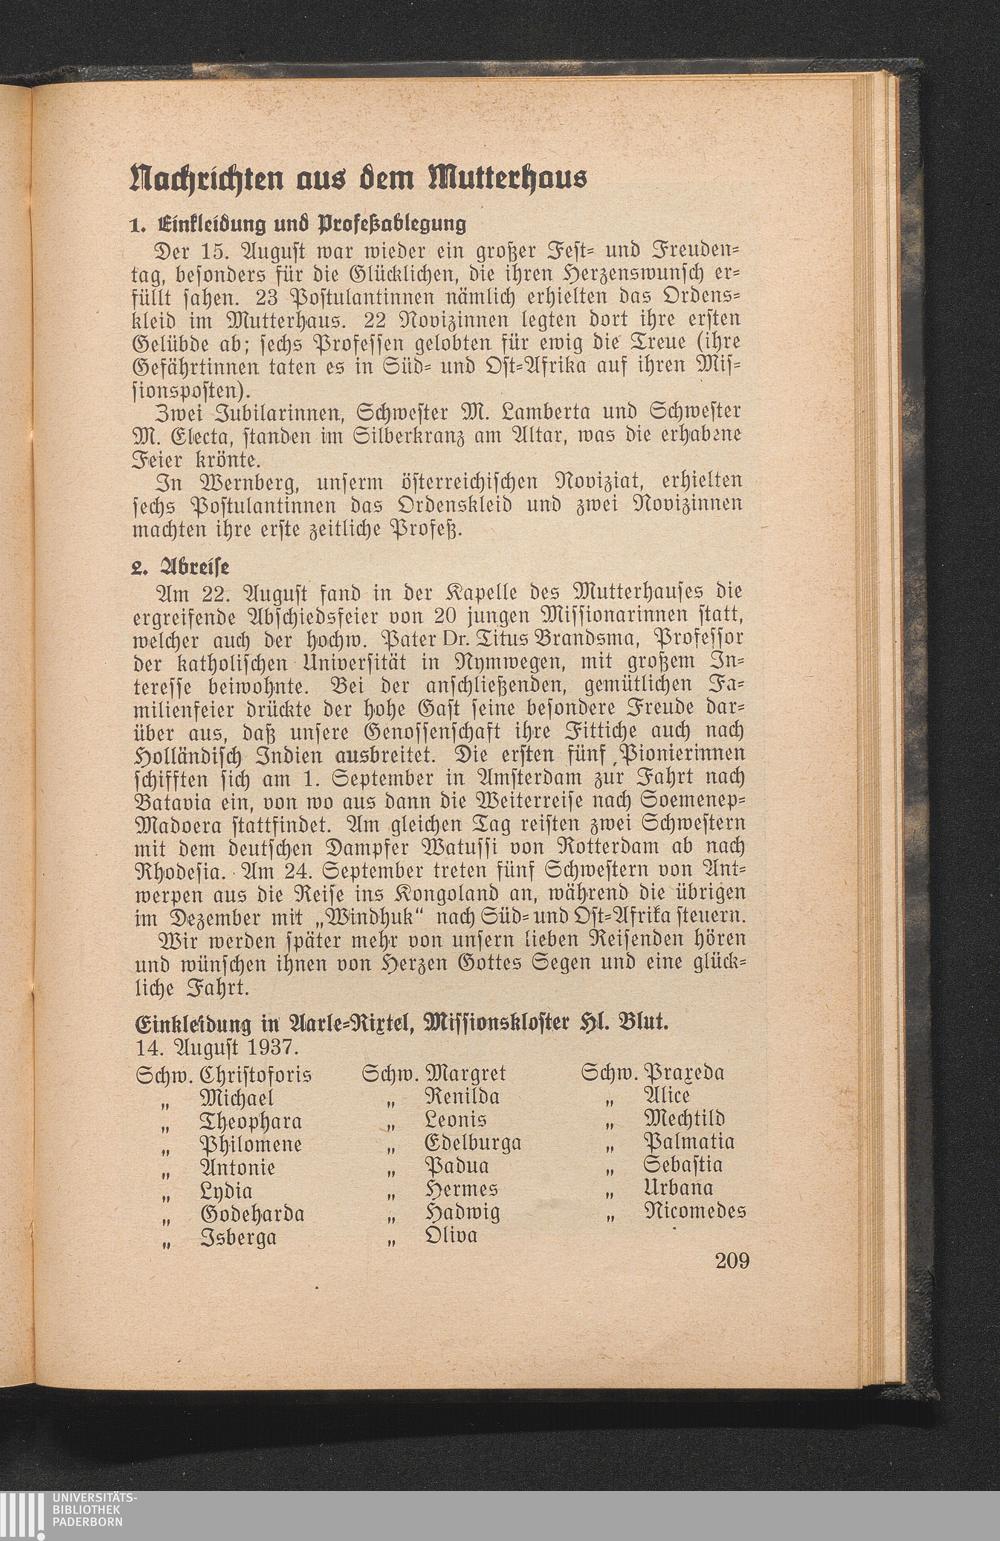 Nachrichten aus dem Mutterhaus
1. Einkleidung und Profeßablegung
Der 15. August war wieder ein großer Fest- und Freuden-
tag, besonders für die Glücklichen, die ihren Herzenswunsch er-
füllt sahen. 23 Postulantinnen nämlich erhielten das Ordens-
kleid im Mutterhaus. 22 Novizinnen legten dort ihre ersten
Gelübde ab; sechs Professen gelobten für ewig die Treue (ihre
Gefährtinnen taten es in Süd- und Ost-Afrika auf ihren Mis-
sionsposten).
Zwei Jubilarinnen, Schwester M. Lamberta und Schwester
M. Electa, standen im Silberkranz am Altar, was die erhabene
Feier krönte.
In Wernberg, unserm österreichischen Noviziat, erhielten
sechs Postulantinnen das Ordenskleid und zwei Novizinnen
machten ihre erste zeitliche Profeß.
2. Abreise
Am 22. August fand in der Kapelle des Mutterhauses die
ergreifende Abschiedsfeier von 20 jungen Missionarinnen statt,
welcher auch der hochw. Pater Dr. Titus Brandsma, Professor
der katholischen Universität in Nymwegen, mit großem In-
teresse beiwohnte. Bei der anschließenden, gemütlichen Fa-
milienfeier drückte der hohe Gast seine besondere Freude dar-
über aus, daß unsere Genossenschaft ihre Fittiche auch nach
Holländisch Indien ausbreitet. Die ersten fünf Pionierinnen
schifften sich am 1. September in Amsterdam zur Fahrt nach
Batavia ein, von wo aus dann die Weiterreise nach Soemenep-
Madoera stattfindet. Am gleichen Tag reisten zwei Schwestern
mit dem deutschen Dampfer Watussi von Rotterdam ab nach
Rhodesia. Am 24. September treten fünf Schwestern von Ant-
werpen aus die Reise ins Kongoland an, während die übrigen
im Dezember mit „Windhuk“ nach Süd- und Ost-Afrika steuern.
Wir werden später mehr von unsern lieben Reisenden hören
und wünschen ihnen von Herzen Gottes Segen und eine glück-
liche Fahrt.
Einkleidung in Aarle-Rixtel, Missionskloster Hl. Blut.
14. August 1937.
Schw. Christoforis Schw. Margret Schw. Praxeda
„ Michael „ Renilda „ Alice
„ Theophara „ Leonis „ Mechtild
„ Philomene „ Edelburga „ Palmatia
„ Antonie „ Padua „ Sebastia
„ Lydia „ Hermes „ Urbana
„ Godeharda „ Hadwig „ Nicomedes
„ Isberga „ Oliva
209
UNIVERSITÄTS-
BIBLIOTHEK
PADERBORN